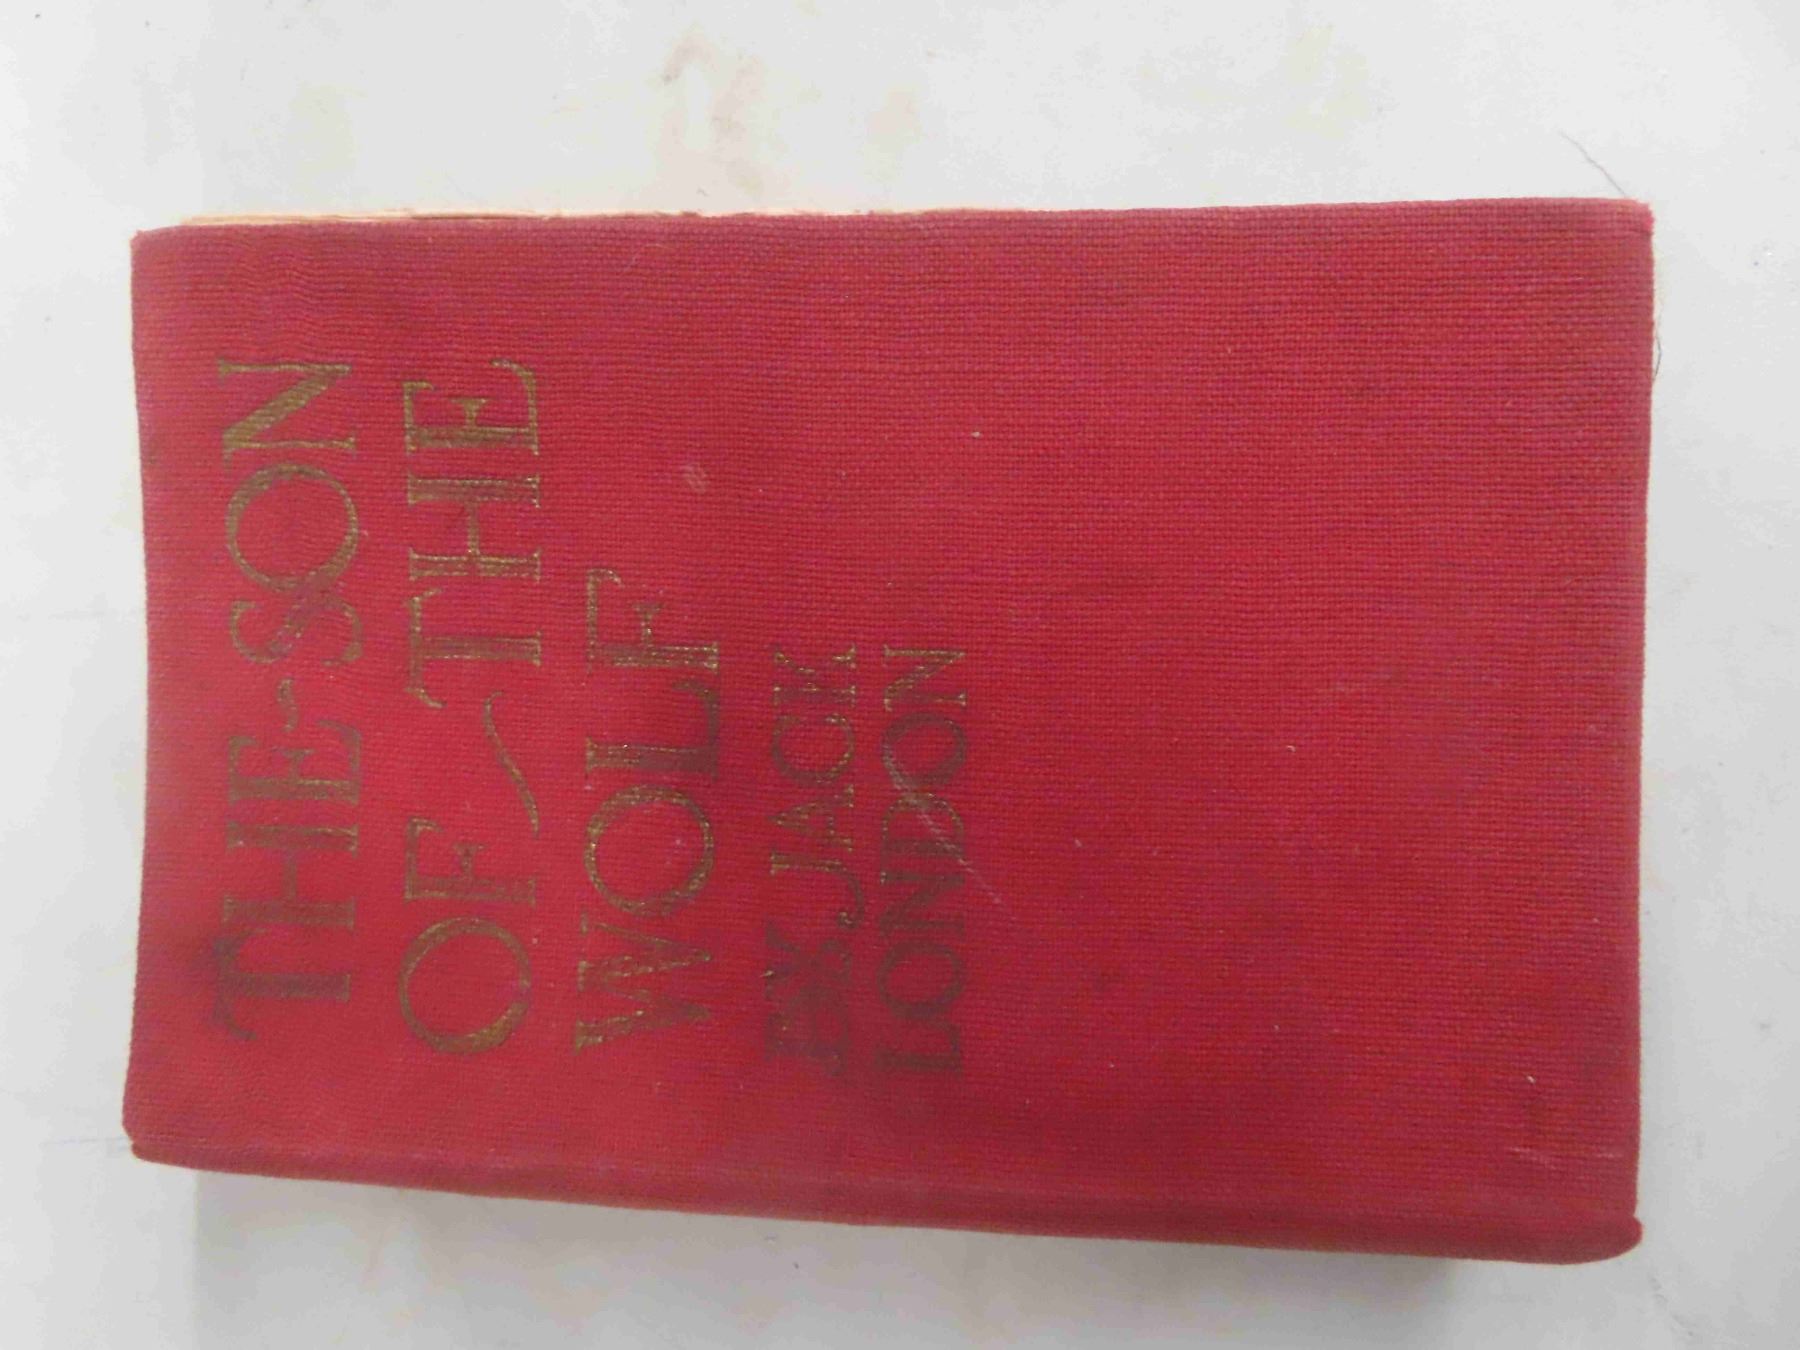 THE~SON
OF~THE
WOLF
BY JACK
LONDON